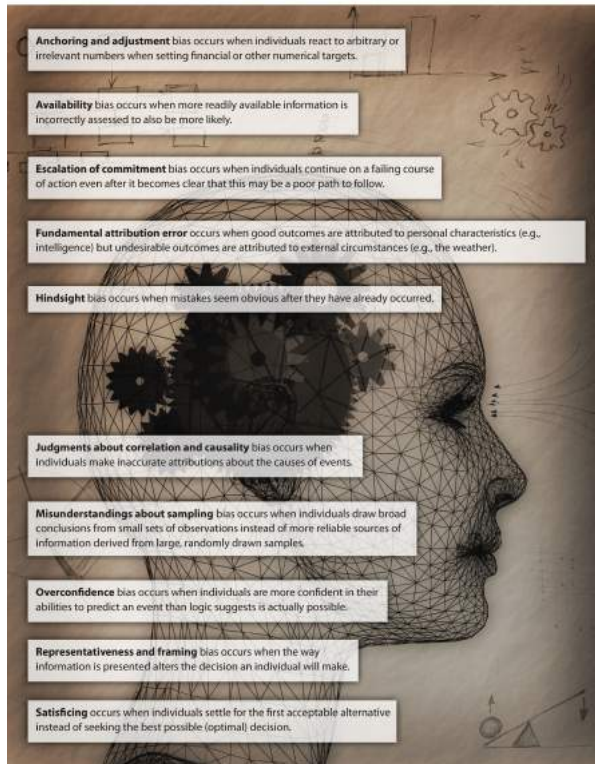 Anchoring and adjustment bias occurs when individuals react to arbitrary or
irrelevant numbers when setting financial or other numerical targets.
Availability bias occurs when more readily available information is
incorrectly assessed to also be more likely.
Escalation of commitment bias occurs when individuals continue on a failing course
of action even after it becomes clear that this may be a poor path to follow.
Fundamental attribution error occurs when good outcomes are attributed to personal characteristics (e.g.,
intelligence) but undesirable outcomes are attributed to external circumstances (e.g., the weather).
Hindsight bias occurs when mistakes seem obvious after they have already occurred.
Judgments about correlation and causality bias occurs when
individuals make inaccurate attributions about the causes of events.
Misunderstandings about sampling bias occurs when individuals draw broad
conclusions from small sets of observations instead of more reliable sources of
information derived from large, randomly drawn samples.
Overconfidence bias occurs when individuals are more confident in their
abilities to predict an event than logic suggests is actually possible.
Representativeness and framing bias occurs when the way
information is presented alters the decision an individual will make.
Satisficing occurs when individuals settle for the first acceptable alternative
instead of seeking the best possible (optimal) decision.